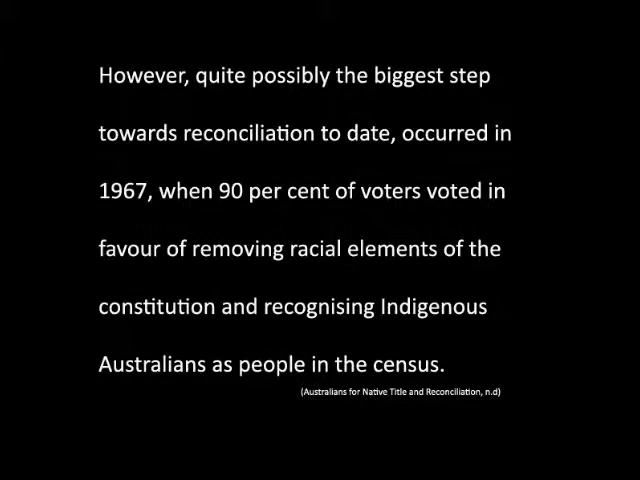 However, quite possibly the biggest step
towards reconciliation to date, occurred in
1967, when 90 per cent of voters voted in
favour of removing racial elements of the
constitution and recognising Indigenous
Australians as people in the census.
(Australians for Native Title and Reconciliation, n.d)